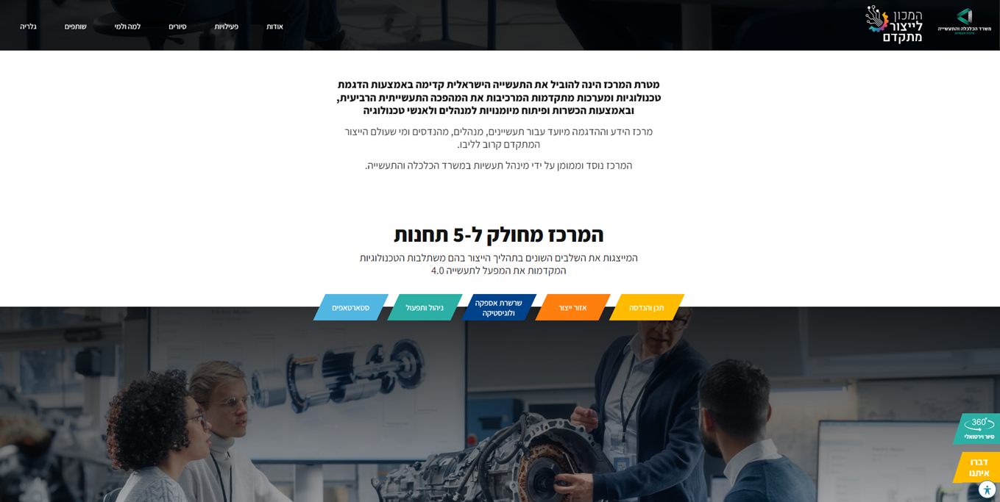 משרד הכלכלה והתעשייה
מינהל תעשיות
המכון
לייצור
מתקדם
אודות
פעילויות
סיורים
למה ולמי
שותפים
גלריה
מטרת המרכז הינה להוביל את התעשייה הישראלית קדימה באמצעות הדגמת
טכנולוגיות ומערכות מתקדמות המרכיבות את המהפכה התעשייתית הרביעית,
ובאמצעות הכשרות ופיתוח מיומנויות למנהלים ולאנשי טכנולוגיה
מרכז הידע וההדגמה מיועד עבור תעשיינים, מנהלים, מהנדסים ומי שעולם הייצור
המתקדם קרוב לליבו.
המרכז נוסד וממומן על ידי מינהל תעשיות במשרד הכלכלה והתעשייה.
המרכז מחולק ל-5 תחנות
המייצגות את השלבים השונים בתהליך הייצור בהם משתלבות הטכנולוגיות
המקדמות את המפעל לתעשייה 4.0
תכן והנדסה
אזור ייצור
שרשרת אספקה
ולוגיסטיקה
ניהול ותפעול
סטארטאפים
360°
סיור וירטואלי
דברו
איתנו